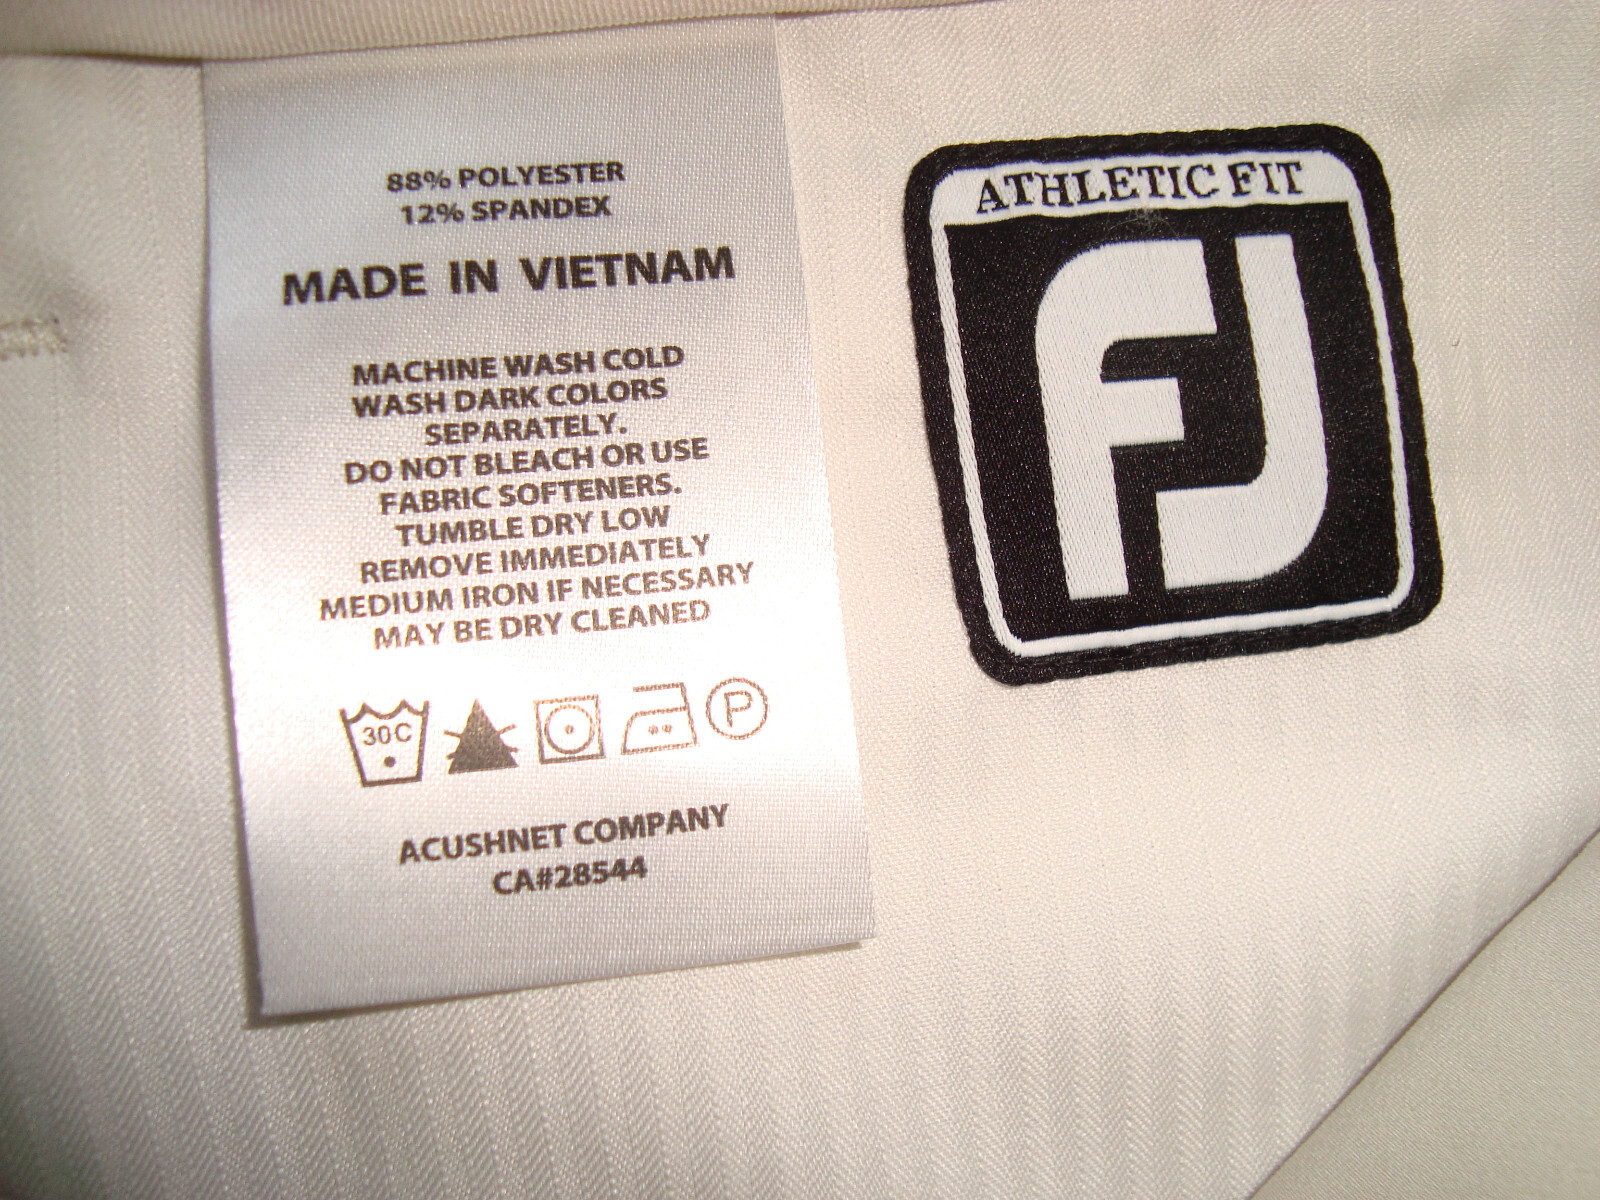 88% POLYESTER
12% SPANDEX
MADE IN VIETNAM
MACHINE WASH COLD
WASH DARK COLORS
SEPARATELY.
DO NOT BLEACH OR USE
FABRIC SOFTENERS.
TUMBLE DRY LOW
REMOVE IMMEDIATELY
MEDIUM IRON IF NECESSARY
MAY BE DRY CLEANED
30C
P
ACUSHNET COMPANY
CA#28544
ATHLETIC FIT
FJ